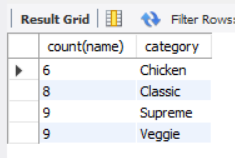 Result Grid Filter Rows:
count(name) category
6 Chicken
8 Classic
9 Supreme
9 Veggie